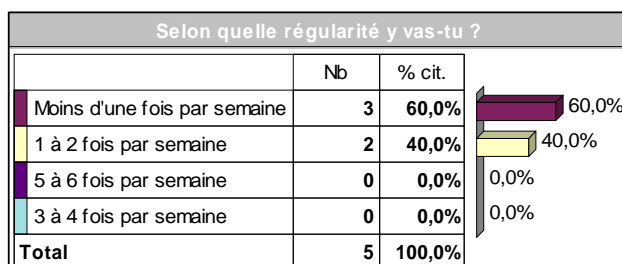 Selon quelle régularité y vas-tu ?
Nb % cit.
Moins d'une fois par semaine 3 60,0% 60,0%
1 à 2 fois par semaine 2 40,0% 40,0%
5 à 6 fois par semaine 0 0,0% 0,0%
3 à 4 fois par semaine 0 0,0% 0,0%
Total 5 100,0%